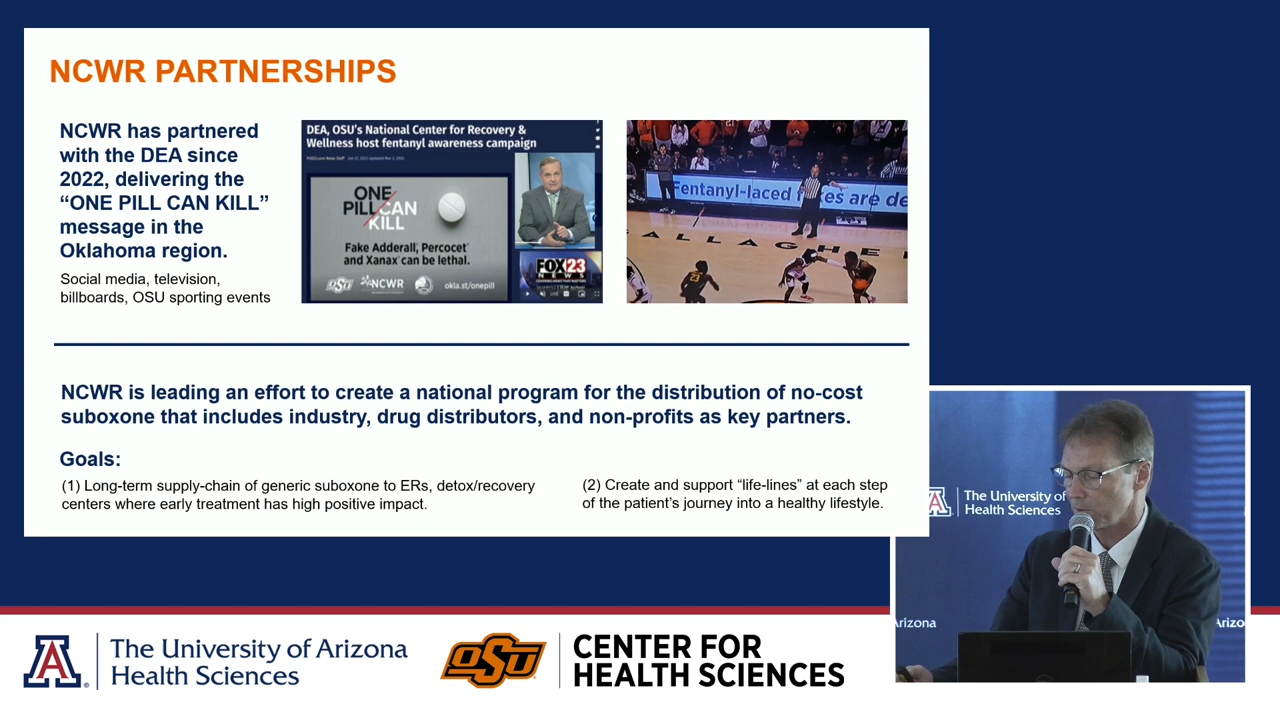 NCWR PARTNERSHIPS
NCWR has partnered
with the DEA since
2022, delivering the
“ONE PILL CAN KILL”
message in the
Oklahoma region.
Social media, television,
billboards, OSU sporting events
DEA, OSU's National Center for Recovery &
Wellness host fentanyl awareness campaign
ONE
PILL CAN
KILL
Fake Adderall, Percocet
and Xanax can be lethal.
OSU
NCWR
okla.st/onepill
FOX23
NEWS
Fentanyl-laced
es are de
GALLAGHE
23
NCWR is leading an effort to create a national program for the distribution of no-cost
suboxone that includes industry, drug distributors, and non-profits as key partners.
Goals:
(1) Long-term supply-chain of generic suboxone to ERs, detox/recovery
centers where early treatment has high positive impact.
(2) Create and support “life-lines” at each step
of the patient’s journey into a healthy lifestyle.
A
The University of
Health Sciences
Arizona
Arizo
A
The University of Arizona
Health Sciences
OSU
CENTER FOR
HEALTH SCIENCES